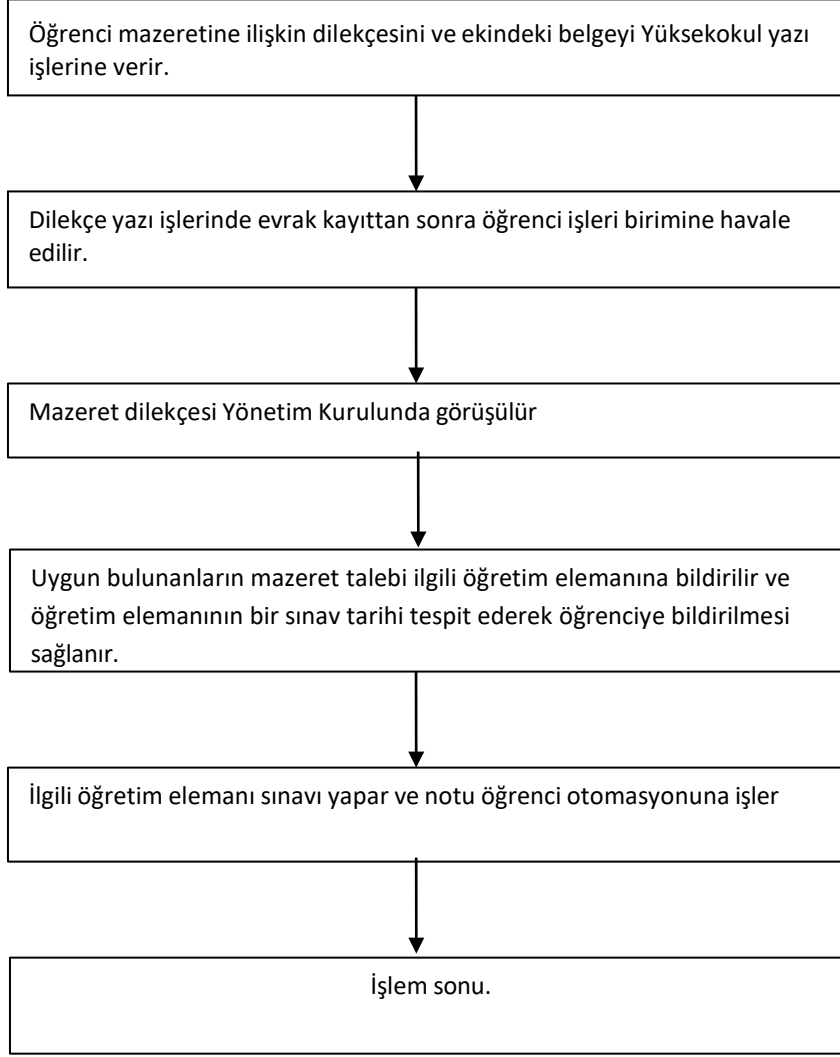 Öğrenci mazeretine ilişkin dilekçesini ve ekindeki belgeyi Yüksekokul yazı
işlerine verir.
Dilekçe yazı işlerinde evrak kayıttan sonra öğrenci işleri birimine havale
edilir.
Mazeret dilekçesi Yönetim Kurulunda görüşülür
Uygun bulunanların mazeret talebi ilgili öğretim elemanına bildirilir ve
öğretim elemanının bir sınav tarihi tespit ederek öğrenciye bildirilmesi
sağlanır.
İlgili öğretim elemanı sınavı yapar ve notu öğrenci otomasyonuna işler
İşlem sonu.